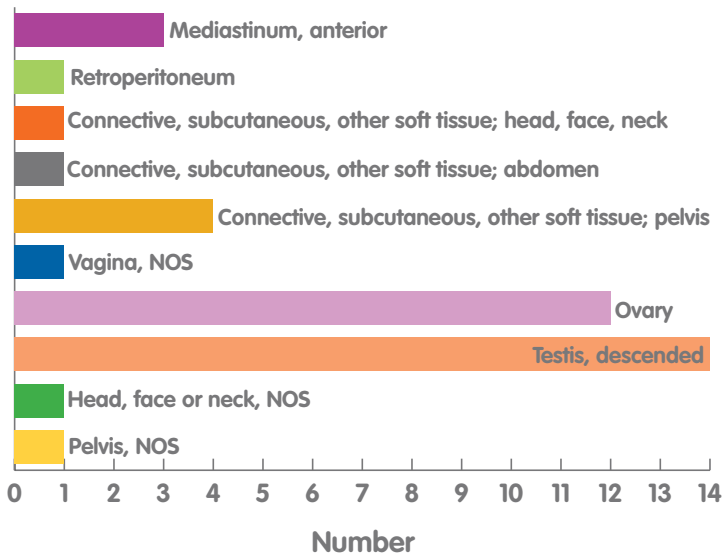 Mediastinum, anterior
Retroperitoneum
Connective, subcutaneous, other soft tissue; head, face, neck
Connective, subcutaneous, other soft tissue; abdomen
Connective, subcutaneous, other soft tissue; pelvis
Vagina, NOS
Ovary
Testis, descended
Head, face or neck, NOS
Pelvis, NOS
0 1 2 3 4 5 6 7 8 9 10 11 12 13 14
Number